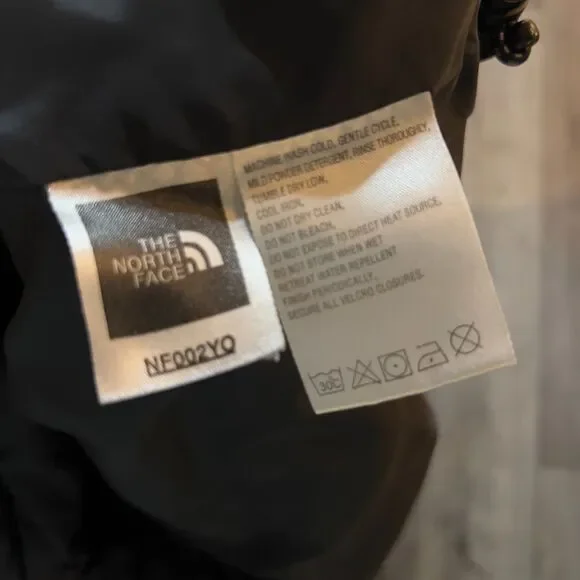 THE
NORTH
FACE
NF002YO
MACHINE WASH COLD, GENTLE CYCLE,
MILD POWDER DETERGENT, RINSE THOROUGHLY,
TUMBLE DRY LOW,
COOL IRON,
DO NOT DRY CLEAN,
DO NOT BLEACH,
DO NOT EXPOSE TO DIRECT HEAT SOURCE,
DO NOT STORE WHEN WET
RETREAT WATER REPELLENT
FINISH PERIODICALLY,
SECURE ALL VELCRO CLOSURES.
30C